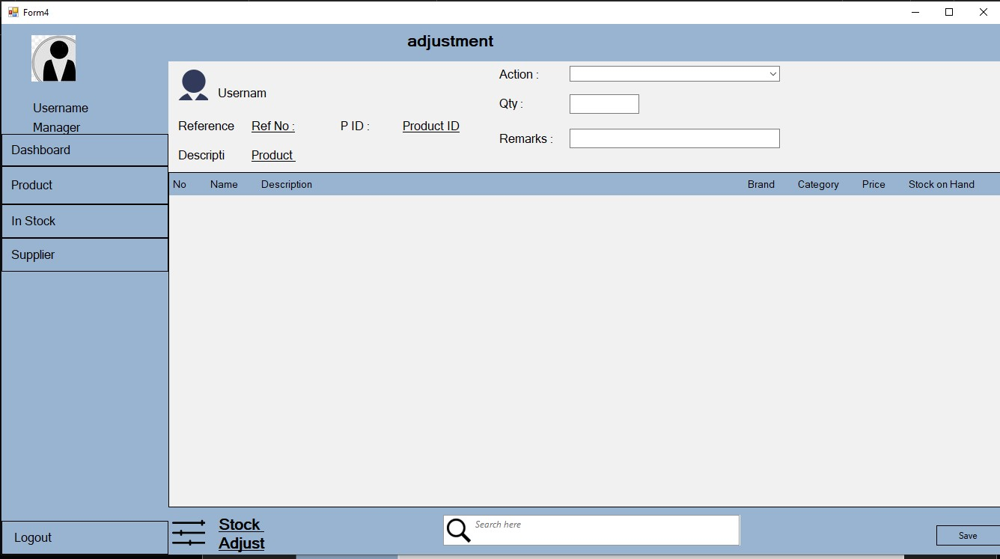 Form4
adjustment
Username
Manager
Dashboard
Product
In Stock
Supplier
Logout
Usernam
Reference Ref No : P ID : Product ID
Descripti Product
Action :
Qty :
Remarks :
No Name Description Brand Category Price Stock on Hand
Stock
Adjust
Search here
Save